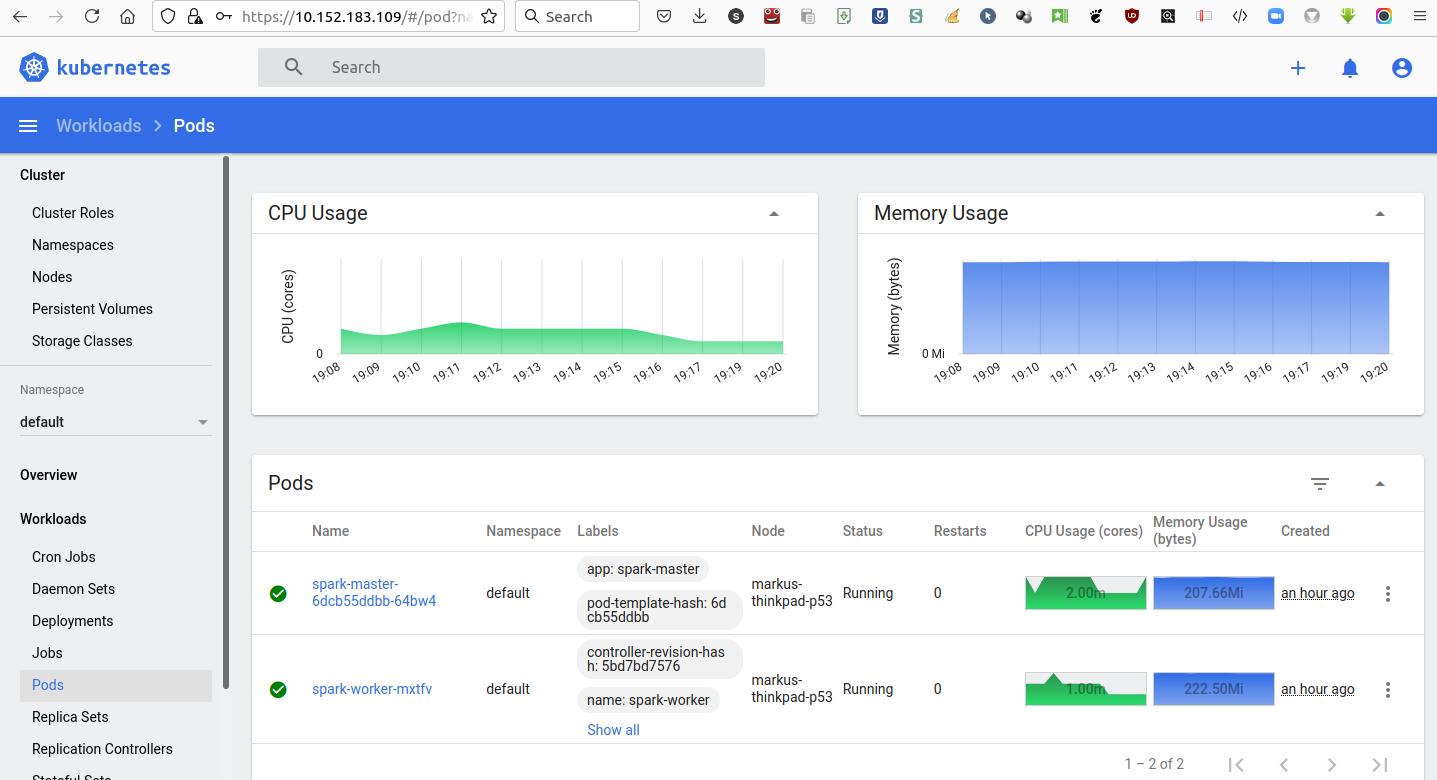 https://10.152.183.109/#/pod?na
Search
kubernetes
Search
Workloads
Pods
Cluster
Cluster Roles
Namespaces
Nodes
Persistent Volumes
Storage Classes
Namespace
default
Overview
Workloads
Cron Jobs
Daemon Sets
Deployments
Jobs
Pods
Replica Sets
Replication Controllers
Stateful Sets
CPU Usage
CPU (cores)
0
19:08 19:09 19:10 19:11 19:12 19:13 19:14 19:15 19:16 19:17 19:19 19:20
Memory Usage
Memory (bytes)
0 Mi
19:08 19:09 19:10 19:11 19:12 19:13 19:14 19:15 19:16 19:17 19:19 19:20
Pods
Name Namespace Labels Node Status Restarts CPU Usage (cores) Memory Usage
(bytes) Created
spark-master-
6dcb55ddbb-64bw4
default
app: spark-master
pod-template-hash: 6d
cb55ddbb
markus-
thinkpad-p53
Running
0
2.00m
207.66Mi
an hour ago
spark-worker-mxtfv
default
controller-revision-has
h: 5bd7bd7576
name: spark-worker
Show all
markus-
thinkpad-p53
Running
0
1.00m
222.50Mi
an hour ago
1 – 2 of 2